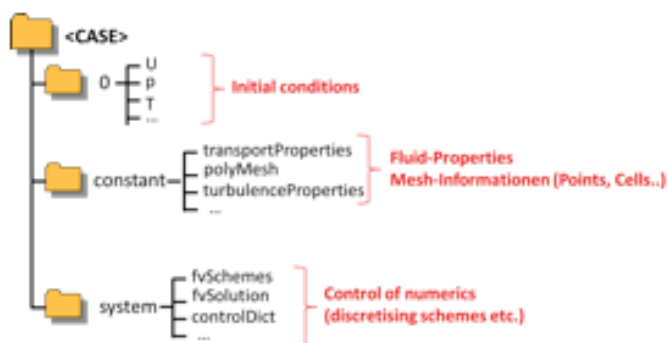 <CASE>
0
U
p
T
...
Initial conditions
constant
transportProperties
polyMesh
turbulenceProperties
...
Fluid-Properties
Mesh-Informationen (Points, Cells..)
system
fvSchemes
fvSolution
controlDict
...
Control of numerics
(discretising schemes etc.)